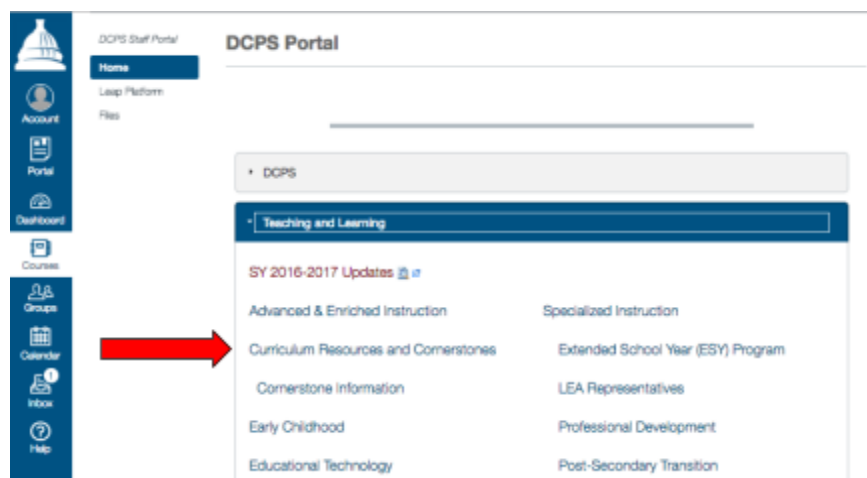 DCPS Staff Portal
Home
Leap Platform
Files
Account
Portal
Dashboard
Courses
Groups
Calendar
1
Inbox
Help
DCPS Portal
DCPS
Teaching and Learning
SY 2016-2017 Updates
Advanced & Enriched Instruction
Curriculum Resources and Cornerstones
Cornerstone Information
Early Childhood
Educational Technology
Specialized Instruction
Extended School Year (ESY) Program
LEA Representatives
Professional Development
Post-Secondary Transition